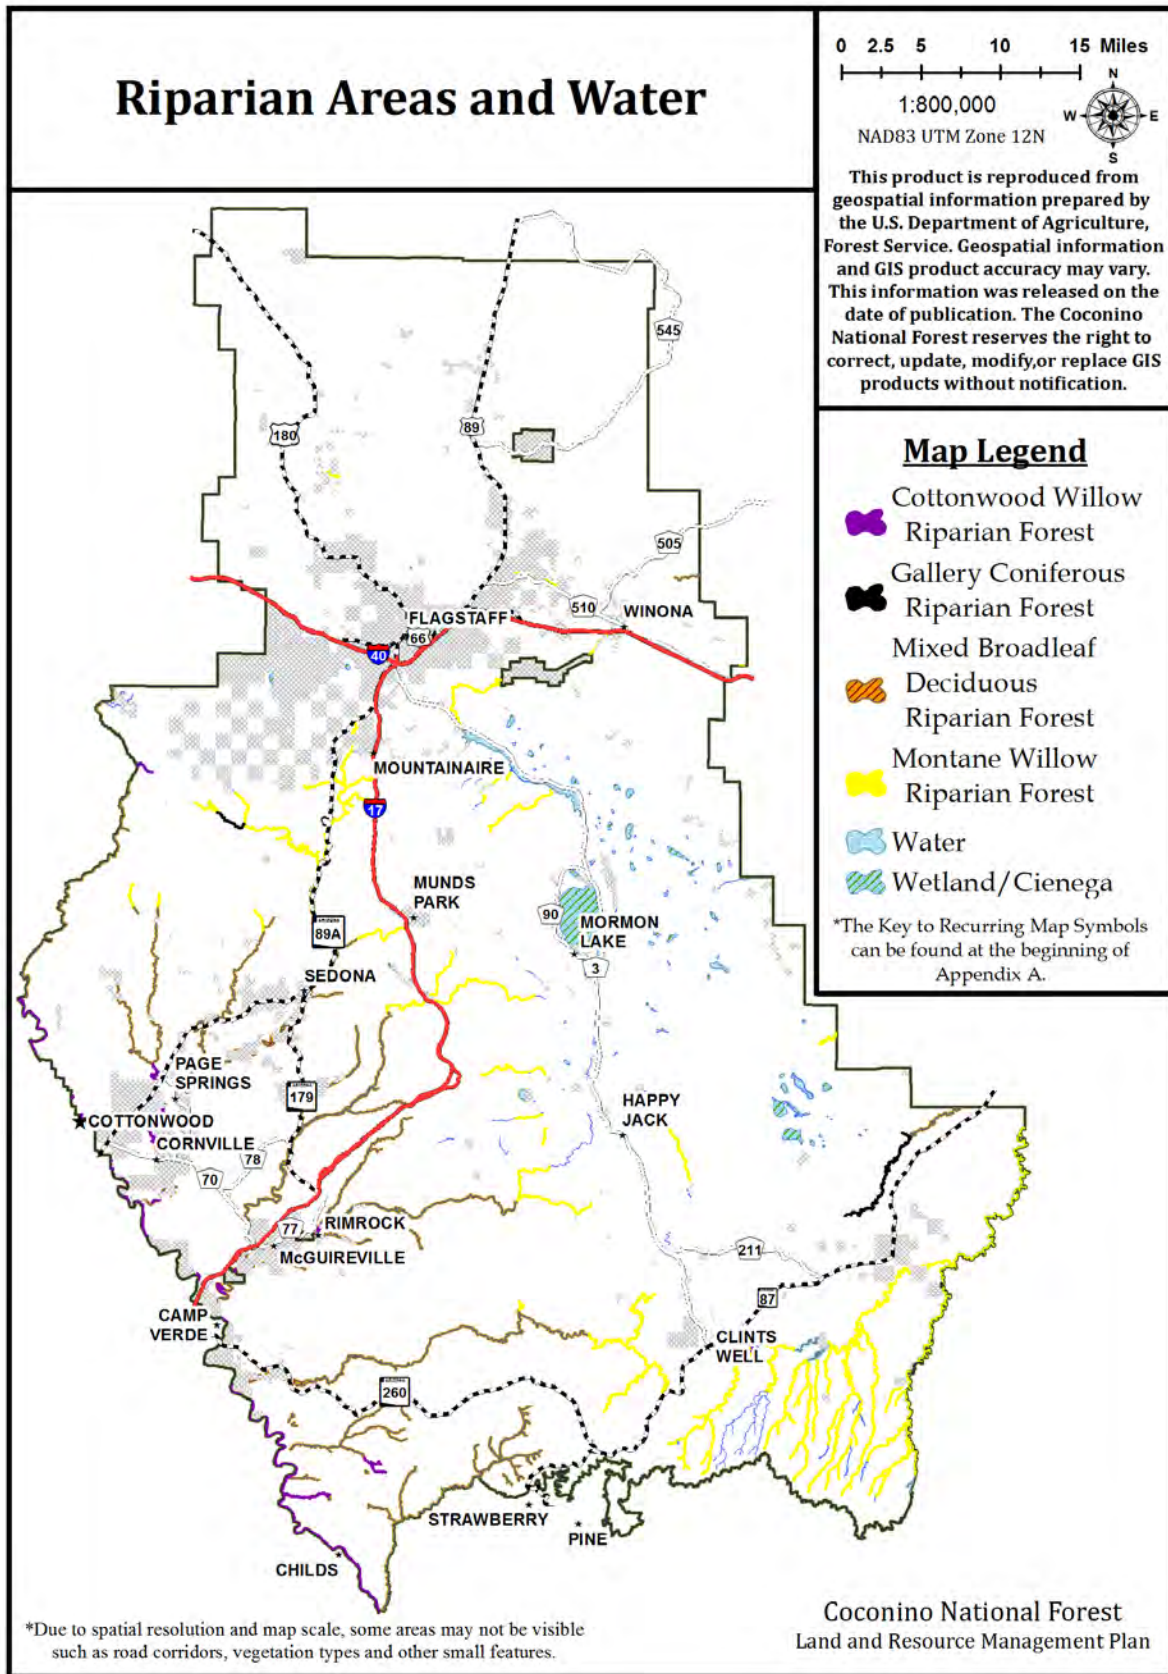 Riparian Areas and Water
0 2.5 5 10 15 Miles
1:800,000
NAD83 UTM Zone 12N
N
W E
S
This product is reproduced from
geospatial information prepared by
the U.S. Department of Agriculture,
Forest Service. Geospatial information
and GIS product accuracy may vary.
This information was released on the
date of publication. The Coconino
National Forest reserves the right to
correct, update, modify,or replace GIS
products without notification.
Map Legend
Cottonwood Willow
Riparian Forest
Gallery Coniferous
Riparian Forest
Mixed Broadleaf
Deciduous
Riparian Forest
Montane Willow
Riparian Forest
Water
Wetland/Cienega
*The Key to Recurring Map Symbols
can be found at the beginning of
Appendix A.
545
89
180
505
510
WINONA
FLAGSTAFF
66
40
MOUNTAINAIRE
17
MUNDS
PARK
90
MORMON
LAKE
89A
3
SEDONA
PAGE
SPRINGS
179
HAPPY
JACK
COTTONWOOD
CORNVILLE
78
70
77
RIMROCK
McGUIREVILLE
211
87
CAMP
VERDE
CLINTS
WELL
260
STRAWBERRY
PINE
CHILDS
*Due to spatial resolution and map scale, some areas may not be visible
such as road corridors, vegetation types and other small features.
Coconino National Forest
Land and Resource Management Plan